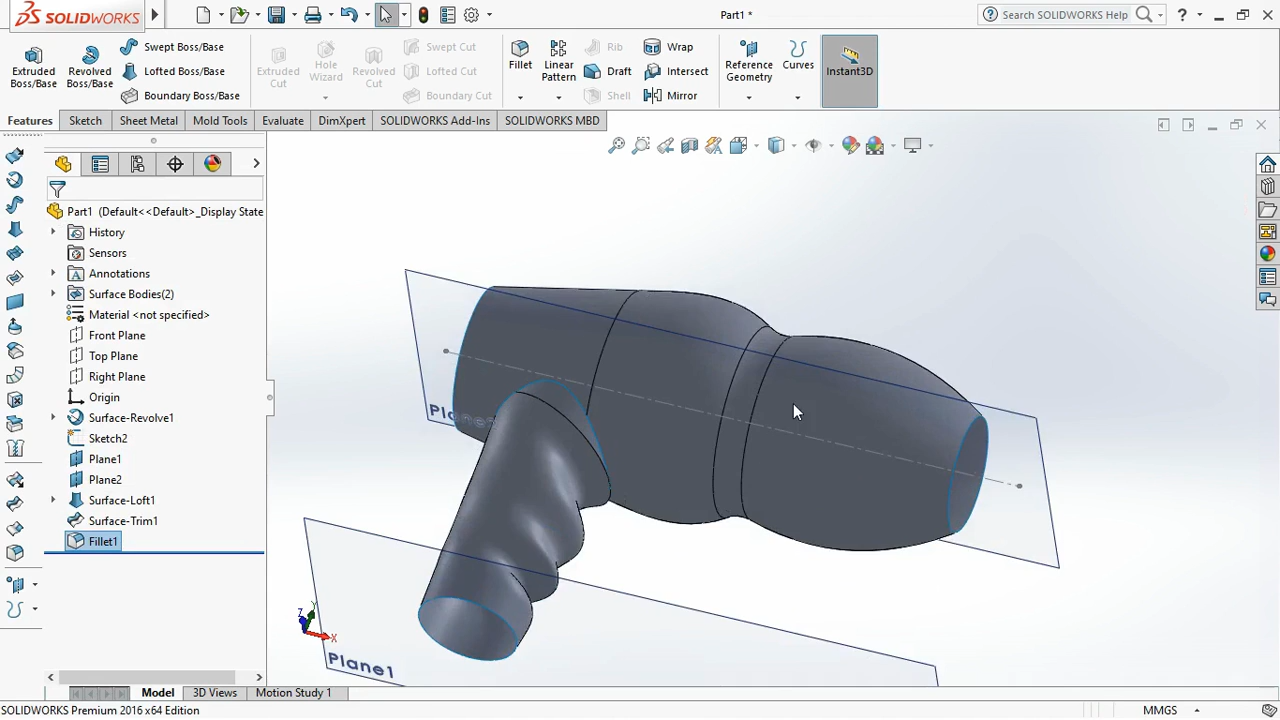 SOLIDWORKS
Part1 *
Search SOLIDWORKS Help
?
Extruded Boss/Base
Revolved Boss/Base
Swept Boss/Base
Lofted Boss/Base
Boundary Boss/Base
Extruded Cut
Hole Wizard
Revolved Cut
Swept Cut
Lofted Cut
Boundary Cut
Fillet
Linear Pattern
Rib
Draft
Shell
Wrap
Intersect
Mirror
Reference Geometry
Curves
Instant3D
Features
Sketch
Sheet Metal
Mold Tools
Evaluate
DimXpert
SOLIDWORKS Add-Ins
SOLIDWORKS MBD
Part1 (Default<<Default>_Display State
History
Sensors
Annotations
Surface Bodies(2)
Material <not specified>
Front Plane
Top Plane
Right Plane
Origin
Surface-Revolve1
Sketch2
Plane1
Plane2
Surface-Loft1
Surface-Trim1
Fillet1
Plane1
Z
Y
X
Model
3D Views
Motion Study 1
SOLIDWORKS Premium 2016 x64 Edition
MMGS